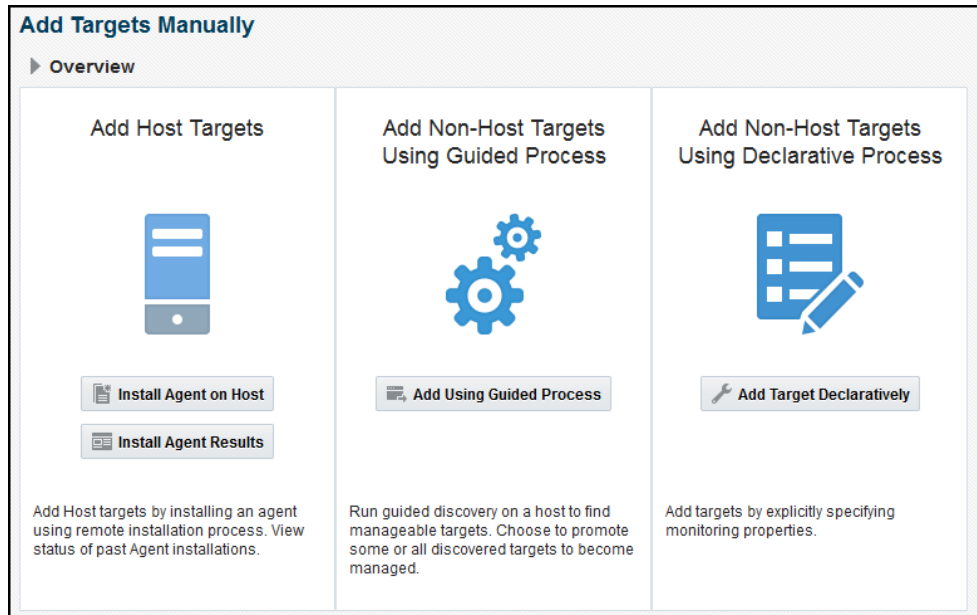 Add Targets Manually
Overview
Add Host Targets
Install Agent on Host
Install Agent Results
Add Host targets by installing an agent
using remote installation process. View
status of past Agent installations.
Add Non-Host Targets
Using Guided Process
Add Using Guided Process
Run guided discovery on a host to find
manageable targets. Choose to promote
some or all discovered targets to become
managed.
Add Non-Host Targets
Using Declarative Process
Add Target Declaratively
Add targets by explicitly specifying
monitoring properties.